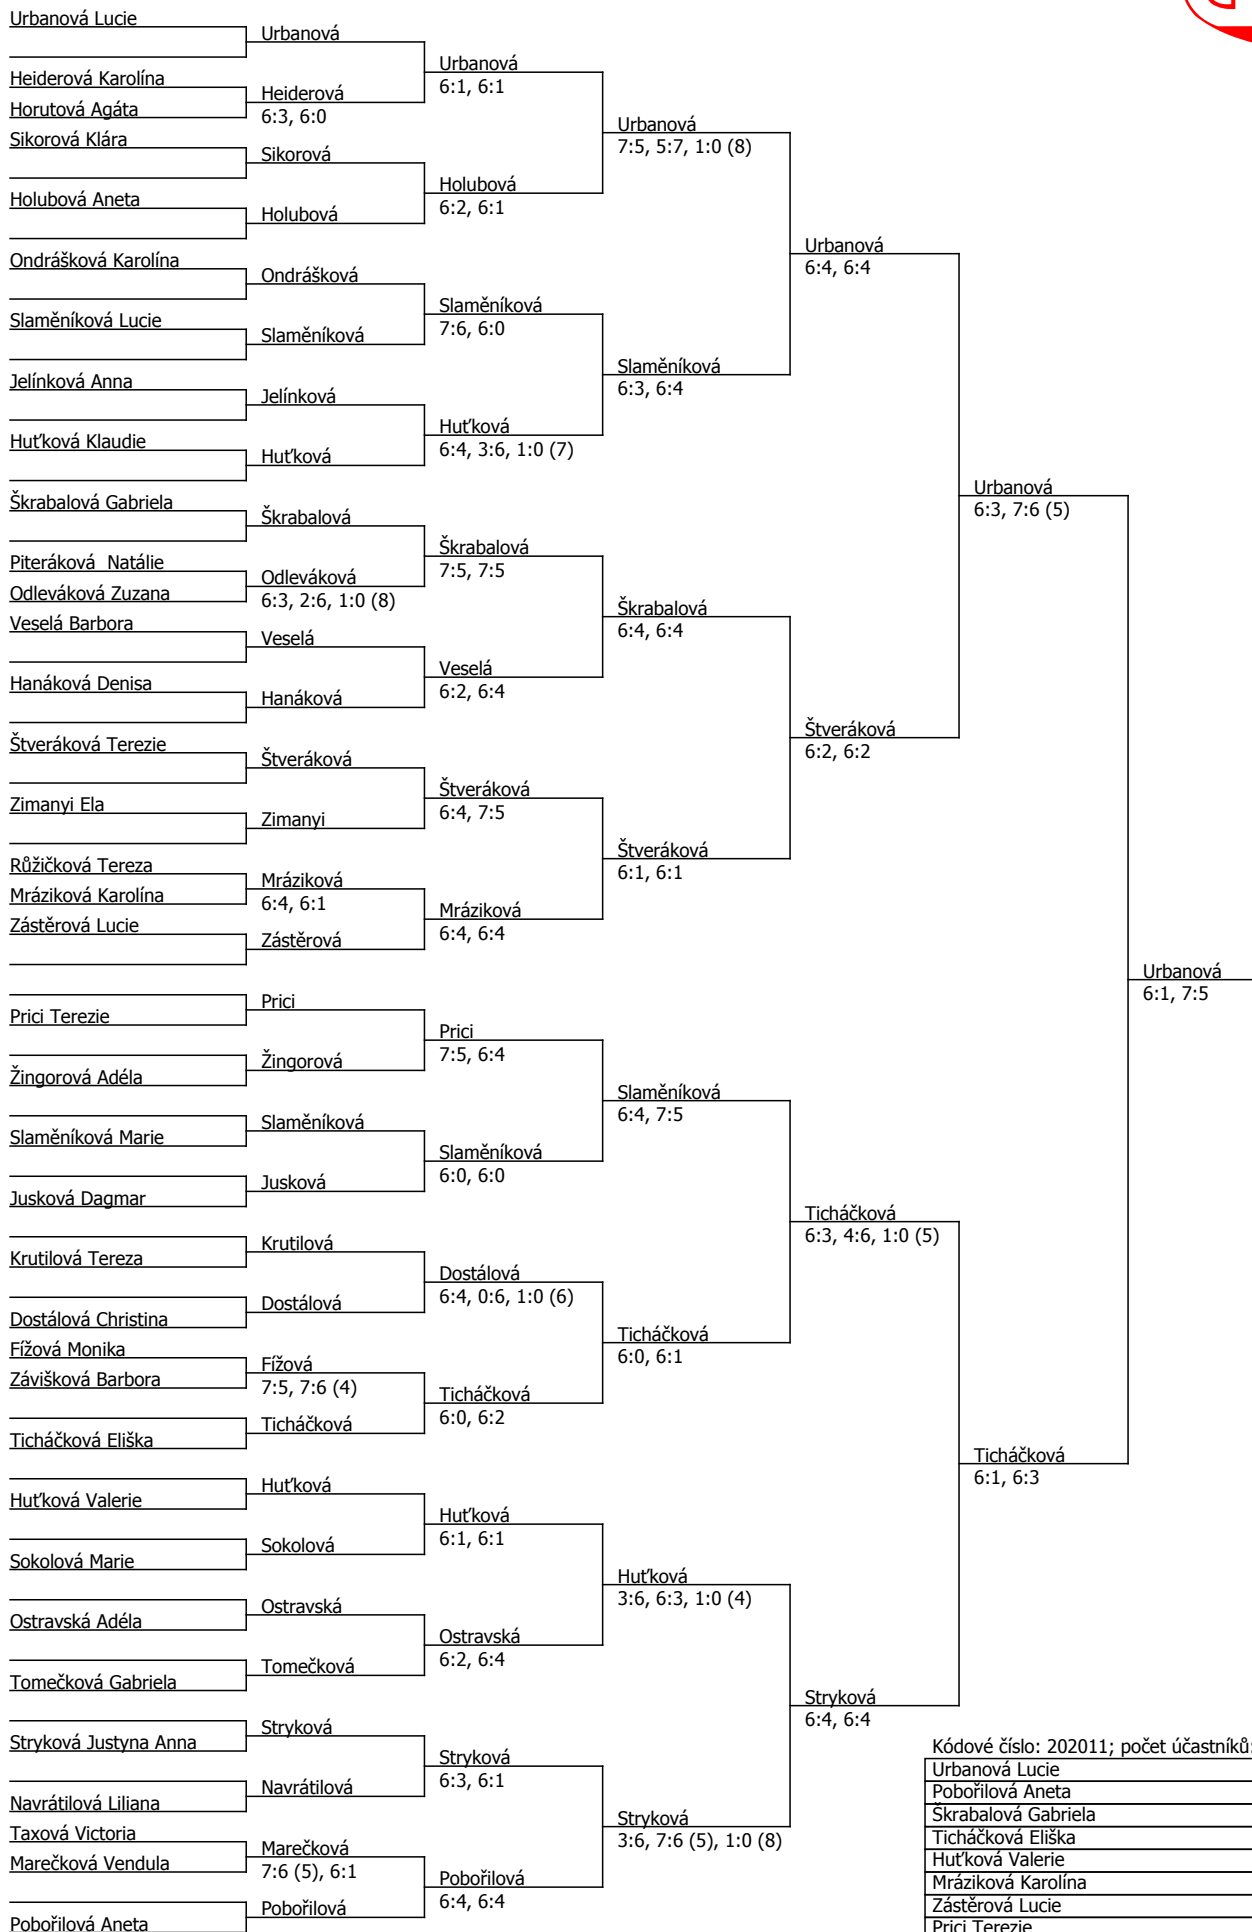 Urbanová Lucie
Heiderová Karolína
Horutová Agáta
Sikorová Klára
Holubová Aneta
Ondrášková Karolína
Slaměníková Lucie
Jelínková Anna
Huťková Klaudie
Škrabalová Gabriela
Piteráková  Natálie
Odleváková Zuzana
Veselá Barbora
Hanáková Denisa
Štveráková Terezie
Zimanyi Ela
Růžičková Tereza
Mráziková Karolína
Zástěrová Lucie
Prici Terezie
Žingorová Adéla
Slaměníková Marie
Jusková Dagmar
Krutilová Tereza
Dostálová Christina
Fížová Monika
Závišková Barbora
Ticháčková Eliška
Huťková Valerie
Sokolová Marie
Ostravská Adéla
Tomečková Gabriela
Stryková Justyna Anna
Navrátilová Liliana
Taxová Victoria
Marečková Vendula
Pobořilová Aneta
Urbanová
Heiderová
6:3, 6:0
Sikorová
Holubová
Ondrášková
Slaměníková
Jelínková
Huťková
Škrabalová
Odleváková
6:3, 2:6, 1:0 (8)
Veselá
Hanáková
Štveráková
Zimanyi
Mráziková
6:4, 6:1
Zástěrová
Prici
Žingorová
Slaměníková
Jusková
Krutilová
Dostálová
Fížová
7:5, 7:6 (4)
Ticháčková
Huťková
Sokolová
Ostravská
Tomečková
Stryková
Navrátilová
Marečková
7:6 (5), 6:1
Pobořilová
Urbanová
6:1, 6:1
Holubová
6:2, 6:1
Slaměníková
7:6, 6:0
Huťková
6:4, 3:6, 1:0 (7)
Škrabalová
7:5, 7:5
Veselá
6:2, 6:4
Štveráková
6:4, 7:5
Mráziková
6:4, 6:4
Prici
7:5, 6:4
Slaměníková
6:0, 6:0
Dostálová
6:4, 0:6, 1:0 (6)
Ticháčková
6:0, 6:2
Huťková
6:1, 6:1
Ostravská
6:2, 6:4
Stryková
6:3, 6:1
Pobořilová
6:4, 6:4
Urbanová
7:5, 5:7, 1:0 (8)
Slaměníková
6:3, 6:4
Škrabalová
6:4, 6:4
Štveráková
6:1, 6:1
Slaměníková
6:4, 7:5
Ticháčková
6:0, 6:1
Huťková
3:6, 6:3, 1:0 (4)
Stryková
3:6, 7:6 (5), 1:0 (8)
Urbanová
6:4, 6:4
Štveráková
6:2, 6:2
Ticháčková
6:3, 4:6, 1:0 (5)
Stryková
6:4, 6:4
Urbanová
6:3, 7:6 (5)
Ticháčková
6:1, 6:3
Urbanová
6:1, 7:5
Kódové číslo: 202011; počet účastníků:
Urbanová Lucie
Pobořilová Aneta
Škrabalová Gabriela
Ticháčková Eliška
Huťková Valerie
Mráziková Karolína
Zástěrová Lucie
Prici Terezie